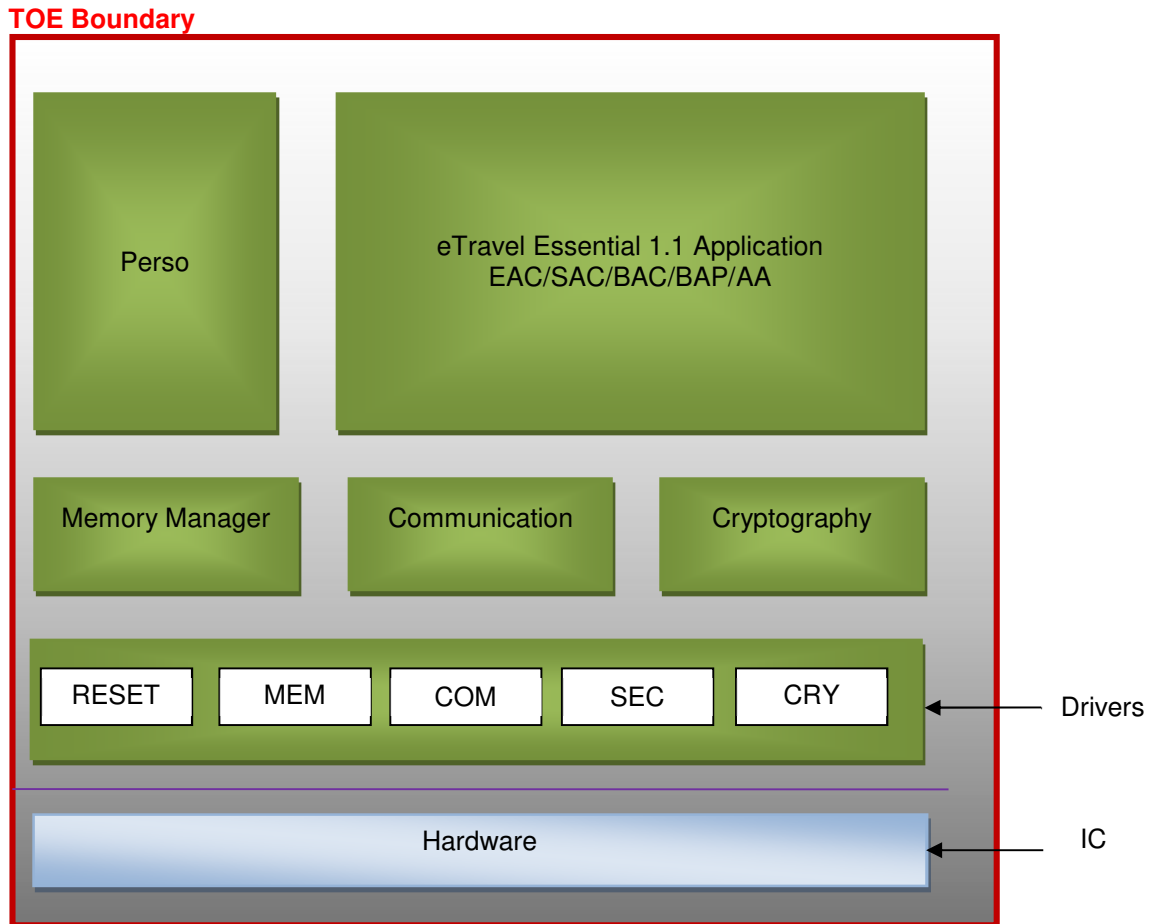 TOE Boundary
Perso
eTravel Essential 1.1 Application
EAC/SAC/BAC/BAP/AA
Memory Manager
Communication
Cryptography
RESET
MEM
COM
SEC
CRY
Drivers
Hardware
IC